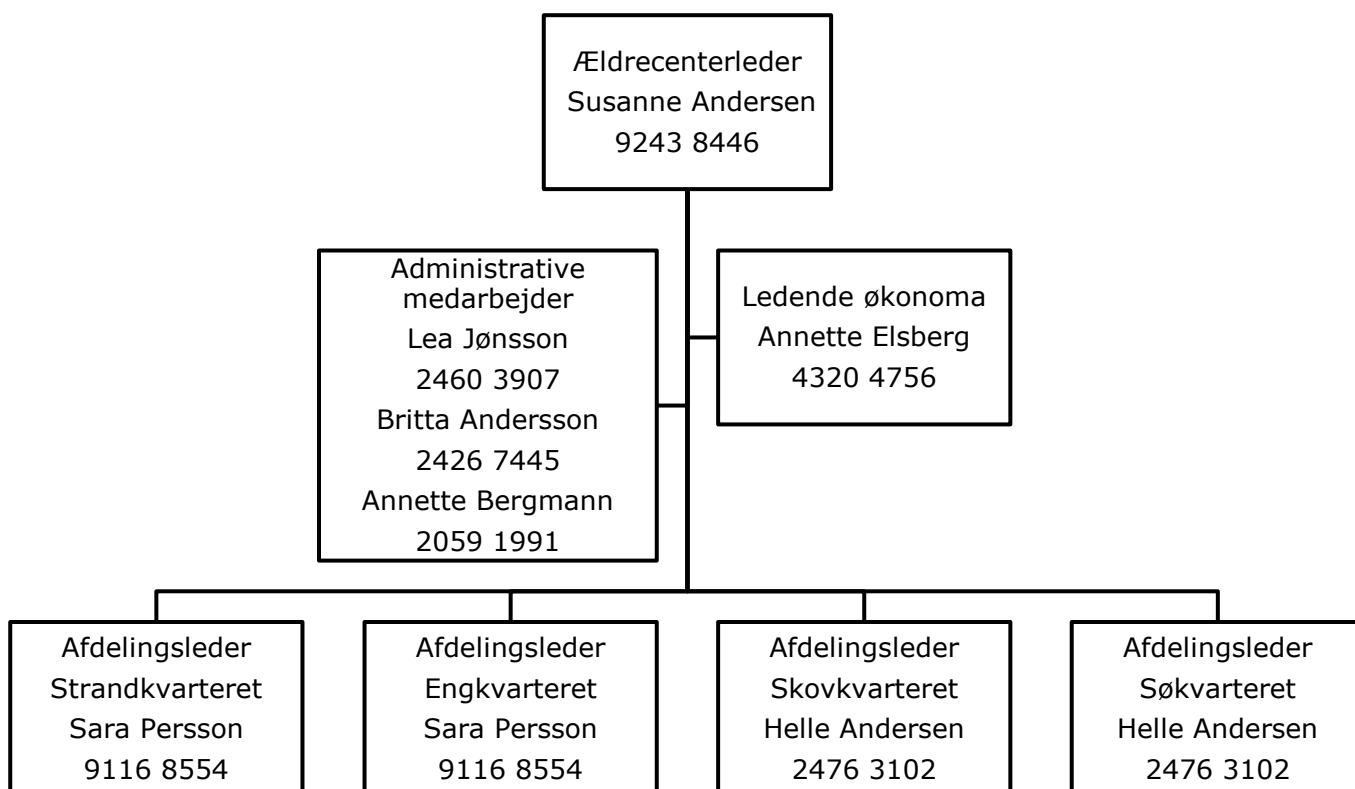 Ældrecenterleder
Susanne Andersen
9243 8446
Administrative
medarbejder
Lea Jønsson
2460 3907
Britta Andersson
2426 7445
Annette Bergmann
2059 1991
Ledende økonoma
Annette Elsberg
4320 4756
Afdelingsleder
Strandkvarteret
Sara Persson
9116 8554
Afdelingsleder
Engkvarteret
Sara Persson
9116 8554
Afdelingsleder
Skovkvarteret
Helle Andersen
2476 3102
Afdelingsleder
Søkvarteret
Helle Andersen
2476 3102